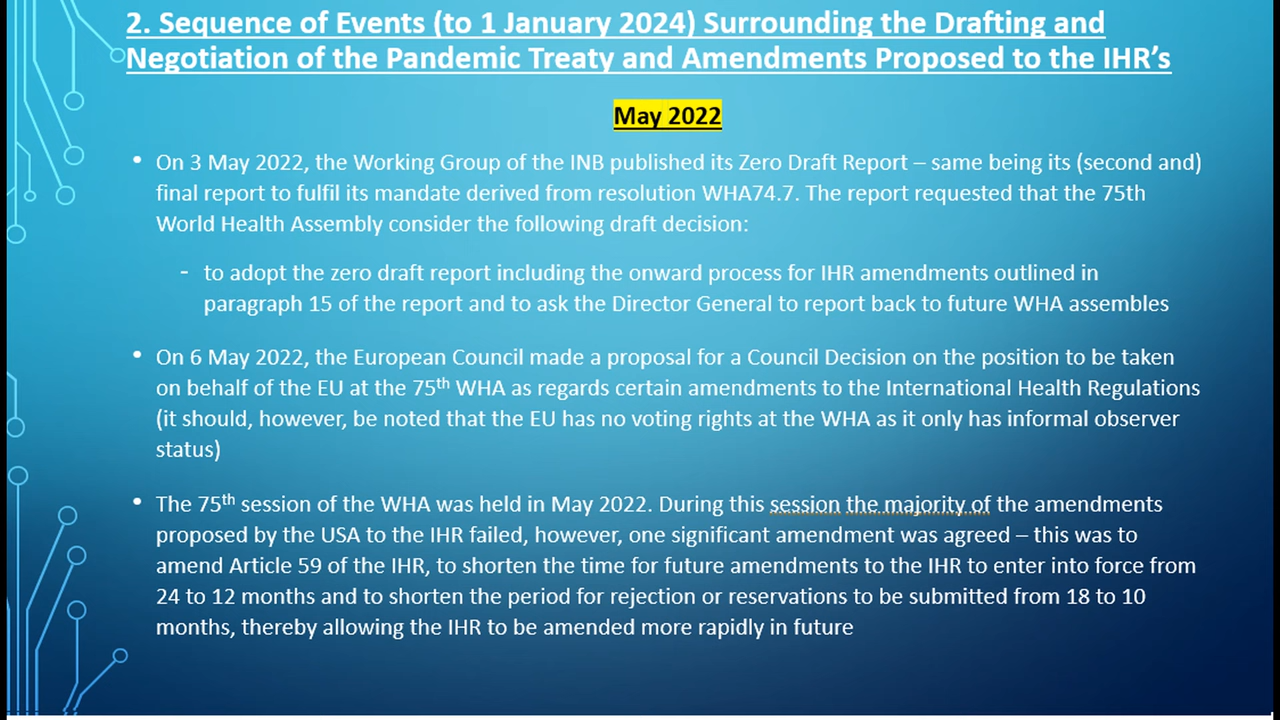 2. Sequence of Events (to 1 January 2024) Surrounding the Drafting and
Negotiation of the Pandemic Treaty and Amendments Proposed to the IHR’s
May 2022
• On 3 May 2022, the Working Group of the INB published its Zero Draft Report – same being its (second and)
final report to fulfil its mandate derived from resolution WHA74.7. The report requested that the 75th
World Health Assembly consider the following draft decision:
- to adopt the zero draft report including the onward process for IHR amendments outlined in
paragraph 15 of the report and to ask the Director General to report back to future WHA assembles
• On 6 May 2022, the European Council made a proposal for a Council Decision on the position to be taken
on behalf of the EU at the 75th WHA as regards certain amendments to the International Health Regulations
(it should, however, be noted that the EU has no voting rights at the WHA as it only has informal observer
status)
• The 75th session of the WHA was held in May 2022. During this session the majority of the amendments
proposed by the USA to the IHR failed, however, one significant amendment was agreed – this was to
amend Article 59 of the IHR, to shorten the time for future amendments to the IHR to enter into force from
24 to 12 months and to shorten the period for rejection or reservations to be submitted from 18 to 10
months, thereby allowing the IHR to be amended more rapidly in future